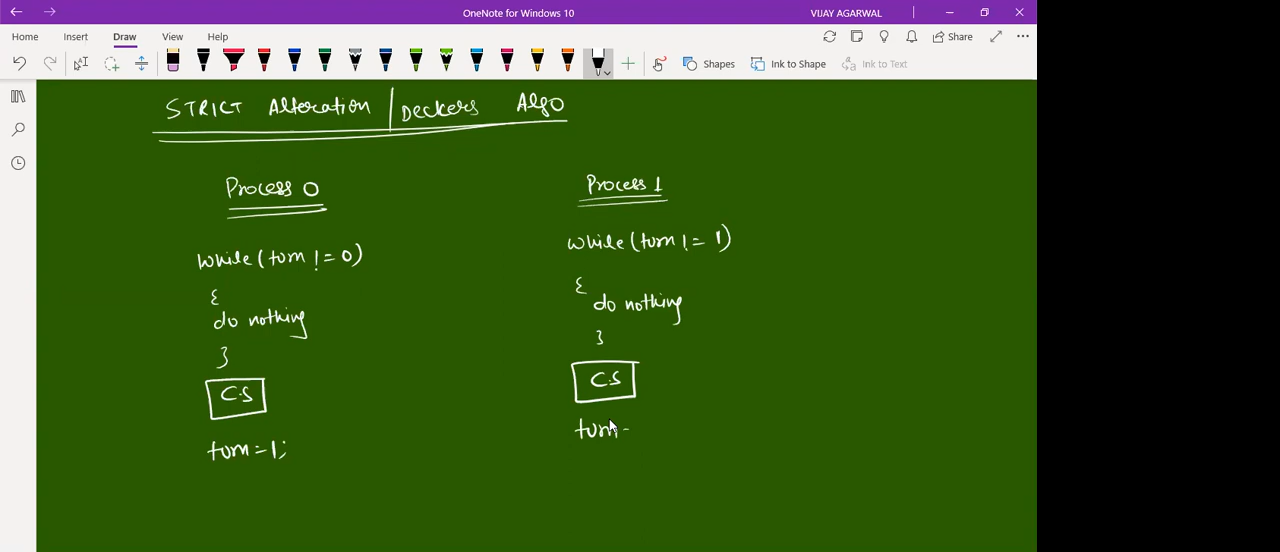 OneNote for Windows 10
VIJAY AGARWAL
Home Insert Draw View Help
Share
Shapes Ink to Shape Ink to Text
STRICT Alteration | Deckers Algo
Process 0
while (turn != 0)
{
do nothing
}
C.S
turn = 1;
Process 1
while (turn != 1)
{
do nothing
}
C.S
turn -